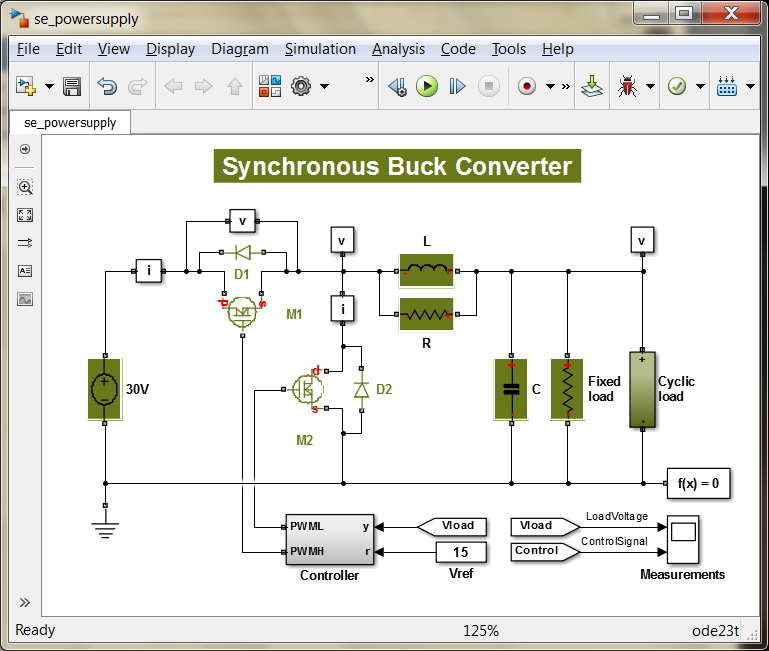 se_powersupply
File Edit View Display Diagram Simulation Analysis Code Tools Help
» »
se_powersupply
Synchronous Buck Converter
v
v
L
v
i
D1
d s
M1
i
R
30V
d
s
D2
M2
C
Fixed
load
+
-
Cyclic
load
f(x) = 0
PWML y
PWMH r
Controller
Vload
15
Vref
Vload
Control
LoadVoltage
ControlSignal
Measurements
»
Ready 125% ode23t